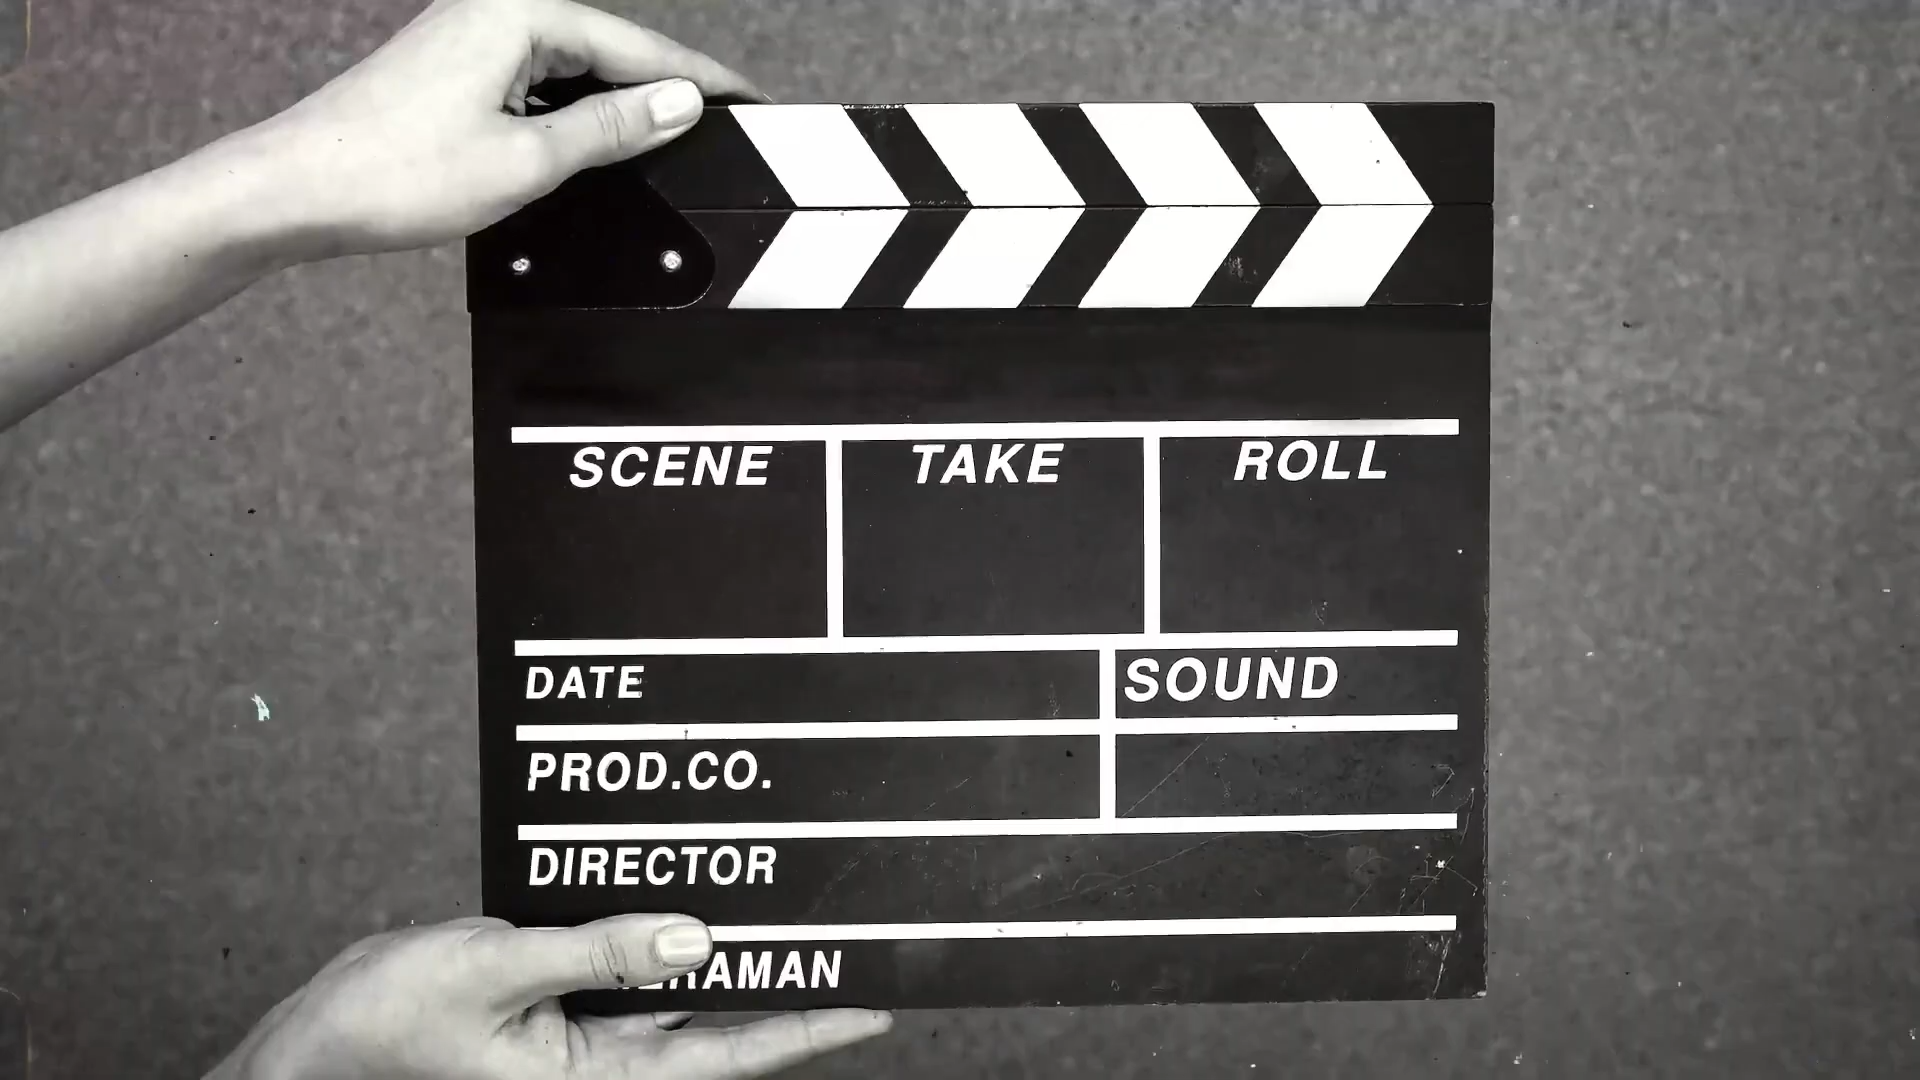 SCENE TAKE ROLL
DATE SOUND
PROD.CO.
DIRECTOR